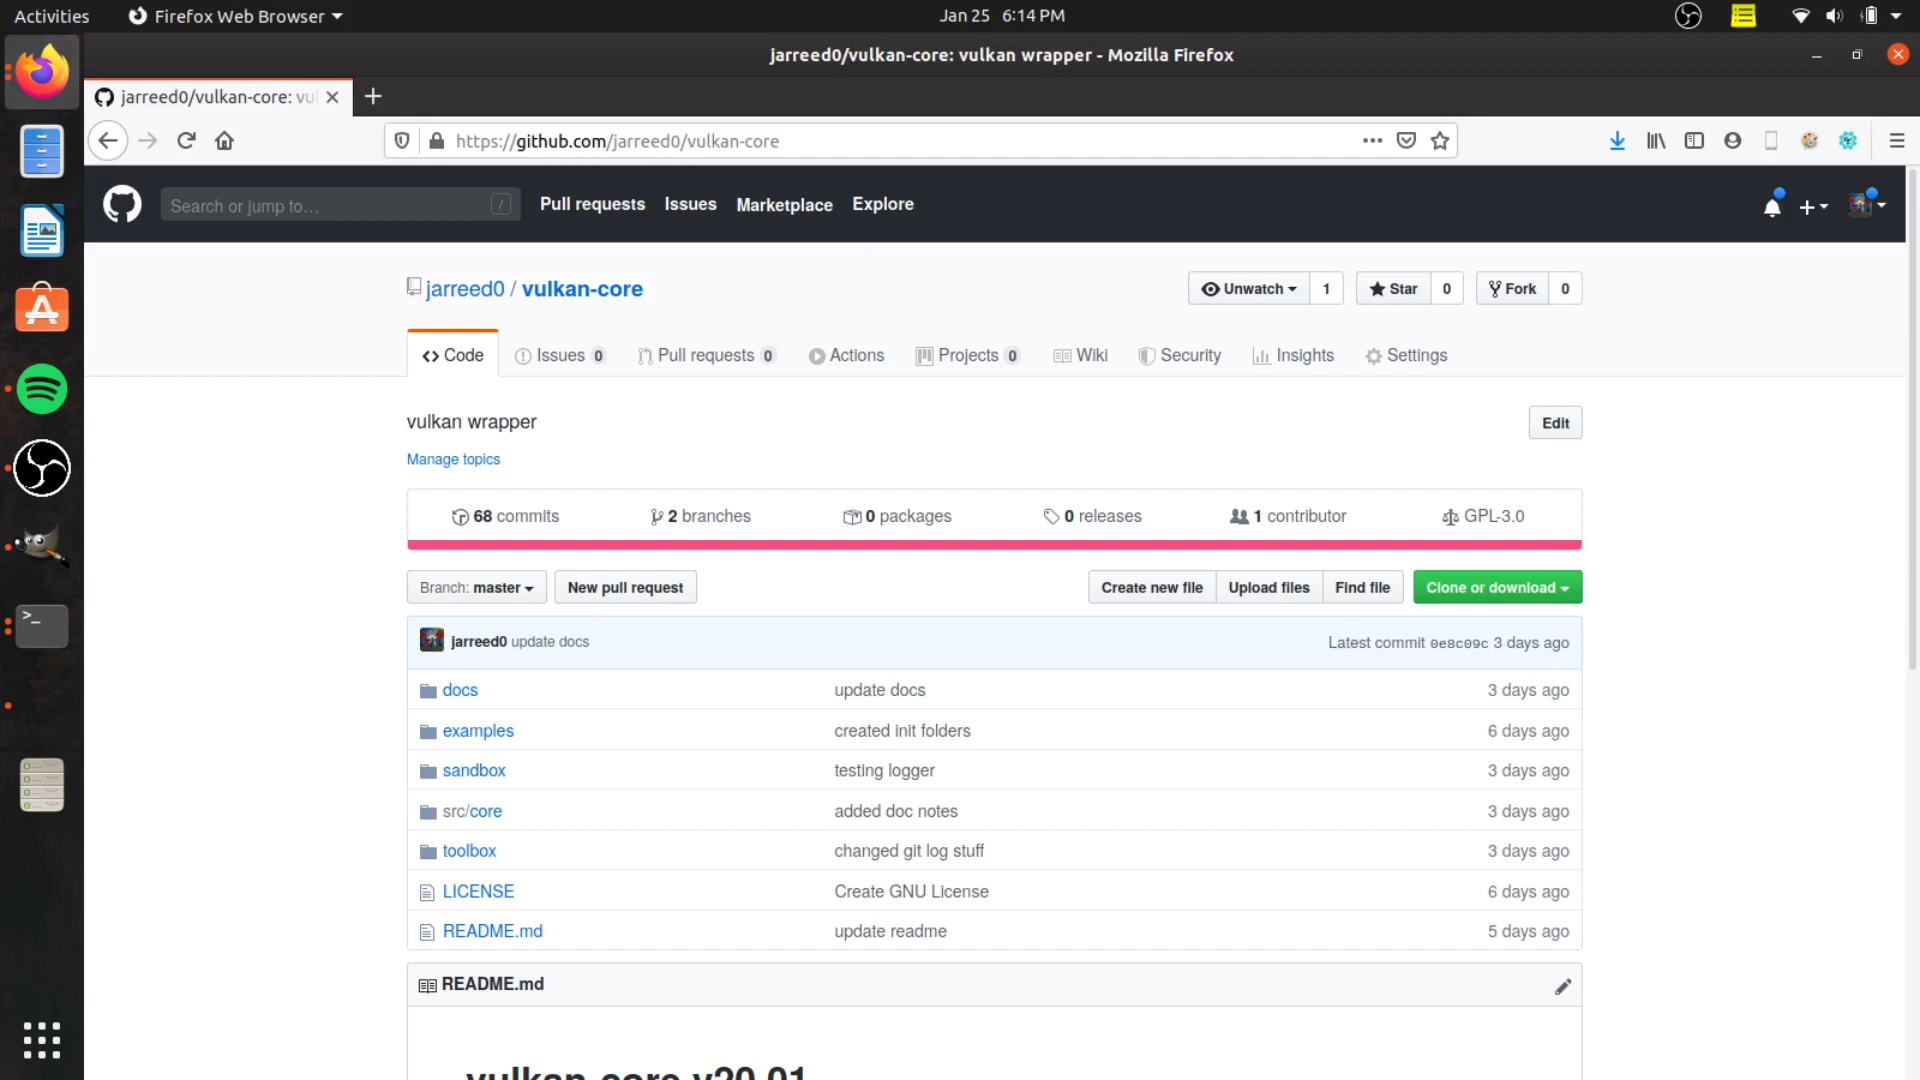 Activities Firefox Web Browser Jan 25 6:14 PM
jarreed0/vulkan-core: vulkan wrapper - Mozilla Firefox
jarreed0/vulkan-core: vul
https://github.com/jarreed0/vulkan-core
Search or jump to… / Pull requests Issues Marketplace Explore
jarreed0 / vulkan-core Unwatch 1 Star 0 Fork 0
Code Issues 0 Pull requests 0 Actions Projects 0 Wiki Security Insights Settings
vulkan wrapper Edit
Manage topics
68 commits 2 branches 0 packages 0 releases 1 contributor GPL-3.0
Branch: master New pull request Create new file Upload files Find file Clone or download
jarreed0 update docs Latest commit 0e8c09c 3 days ago
docs update docs 3 days ago
examples created init folders 6 days ago
sandbox testing logger 3 days ago
src/core added doc notes 3 days ago
toolbox changed git log stuff 3 days ago
LICENSE Create GNU License 6 days ago
README.md update readme 5 days ago
README.md
vulkan-core v20.01